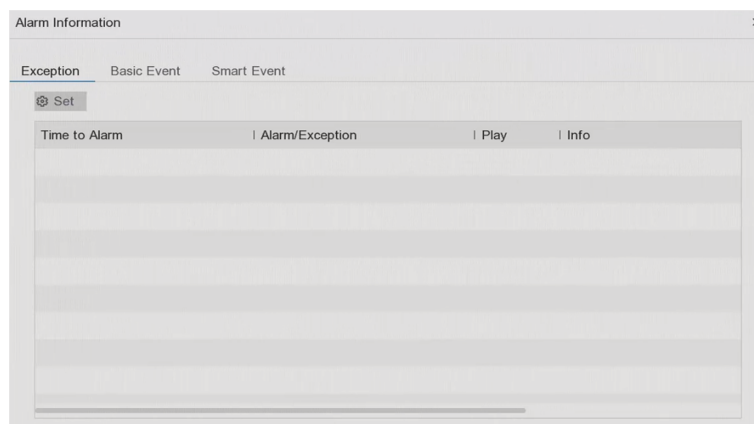 Alarm Information
Exception Basic Event Smart Event
Set
Time to Alarm Alarm/Exception Play Info